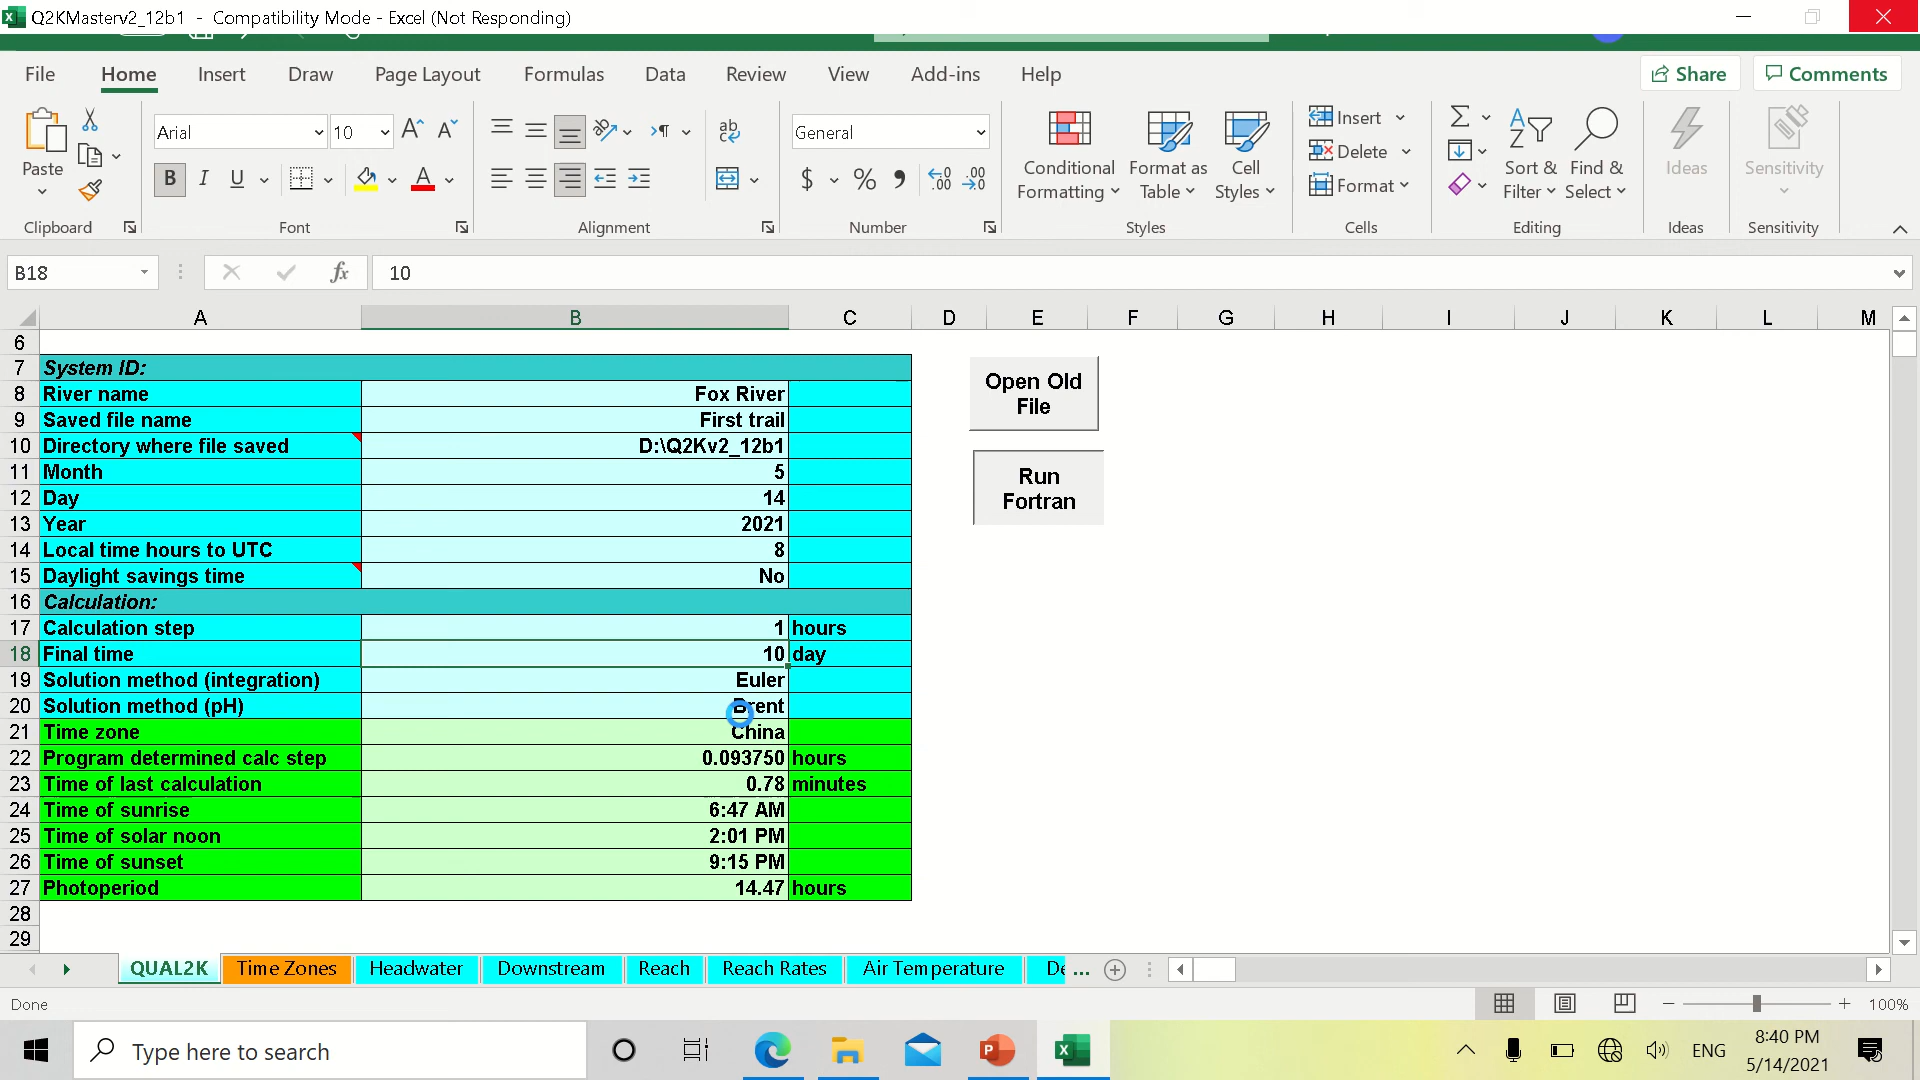 Q2KMasterv2_12b1 - Compatibility Mode - Excel (Not Responding)
File Home Insert Draw Page Layout Formulas Data Review View Add-ins Help Share Comments
Paste
Arial 10
B I U
General
$ % 9
Conditional Formatting
Format as Table
Cell Styles
Insert
Delete
Format
Sort & Filter
Find & Select
Ideas
Sensitivity
Clipboard Font Alignment Number Styles Cells Editing Ideas Sensitivity
B18 fx 10
A B C D E F G H I J K L M
6
7 System ID:
8 River name Fox River
9 Saved file name First trail
10 Directory where file saved D:\Q2Kv2_12b1
11 Month 5
12 Day 14
13 Year 2021
14 Local time hours to UTC 8
15 Daylight savings time No
16 Calculation:
17 Calculation step 1 hours
18 Final time 10 day
19 Solution method (integration) Euler
20 Solution method (pH) Brent
21 Time zone China
22 Program determined calc step 0.093750 hours
23 Time of last calculation 0.78 minutes
24 Time of sunrise 6:47 AM
25 Time of solar noon 2:01 PM
26 Time of sunset 9:15 PM
27 Photoperiod 14.47 hours
28
29
Open Old
File
Run
Fortran
QUAL2K Time Zones Headwater Downstream Reach Reach Rates Air Temperature De ...
Done 100%
Type here to search
ENG
8:40 PM
5/14/2021